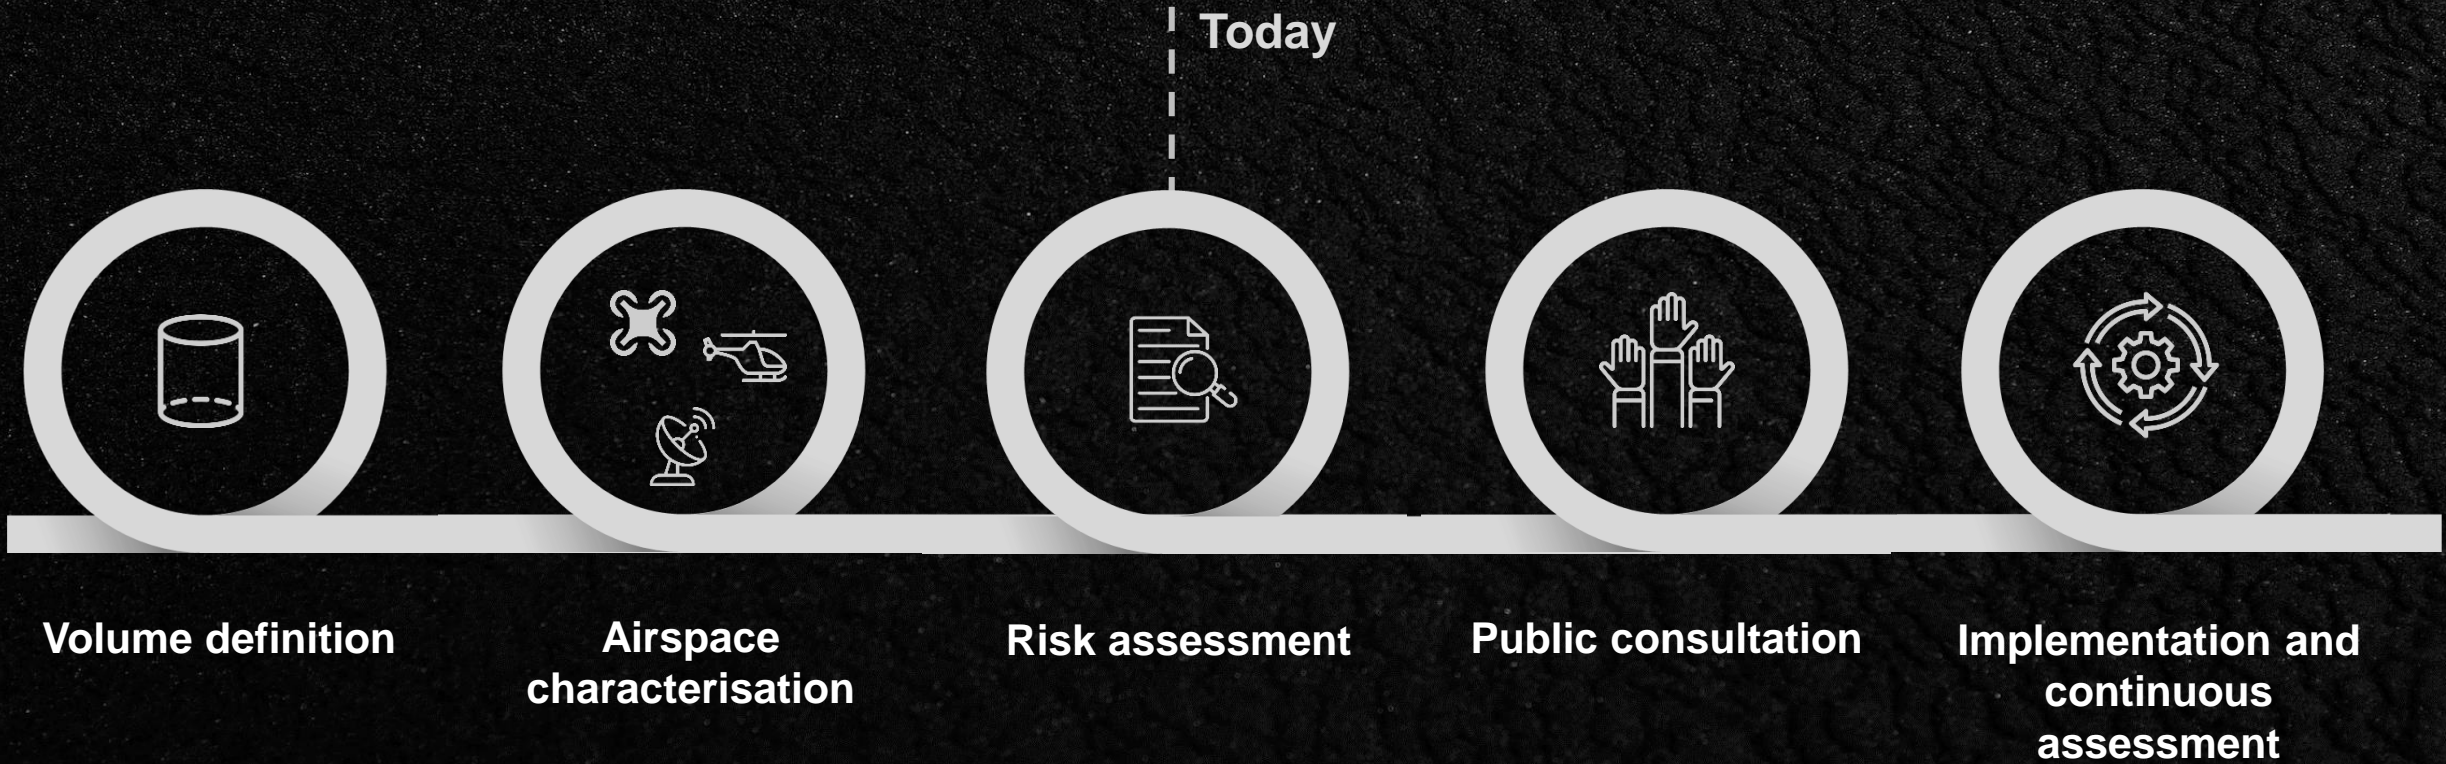 Today
Volume definition
Airspace
characterisation
Risk assessment
Public consultation
Implementation and
continuous
assessment